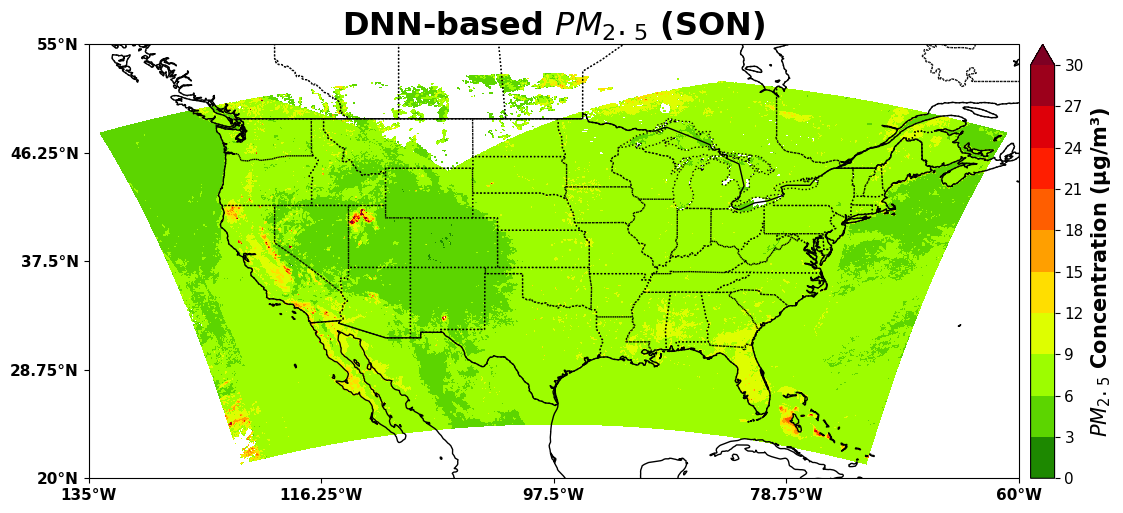 DNN-based PM₂.₅ (SON)
55°N
46.25°N
37.5°N
28.75°N
20°N
135°W
116.25°W
97.5°W
78.75°W
60°W
30
27
24
21
18
15
12
9
6
3
0
PM₂.₅ Concentration (µg/m³)